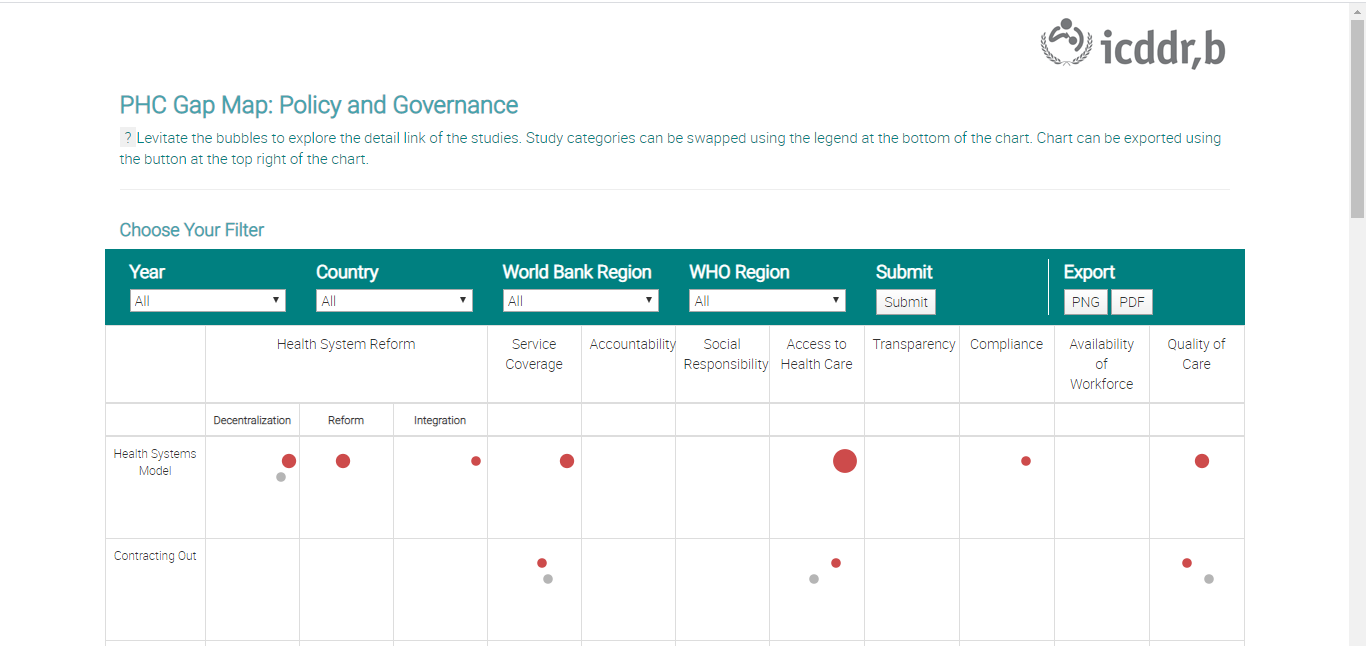 icddr,b
PHC Gap Map: Policy and Governance
? Levitate the bubbles to explore the detail link of the studies. Study categories can be swapped using the legend at the bottom of the chart. Chart can be exported using
the button at the top right of the chart.
Choose Your Filter
Year Country World Bank Region WHO Region Submit Export
All All All All Submit PNG PDF
Health System Reform
Service
Coverage
Accountability
Social
Responsibility
Access to
Health Care
Transparency
Compliance
Availability
of
Workforce
Quality of
Care
Decentralization Reform Integration
Health Systems
Model
Contracting Out